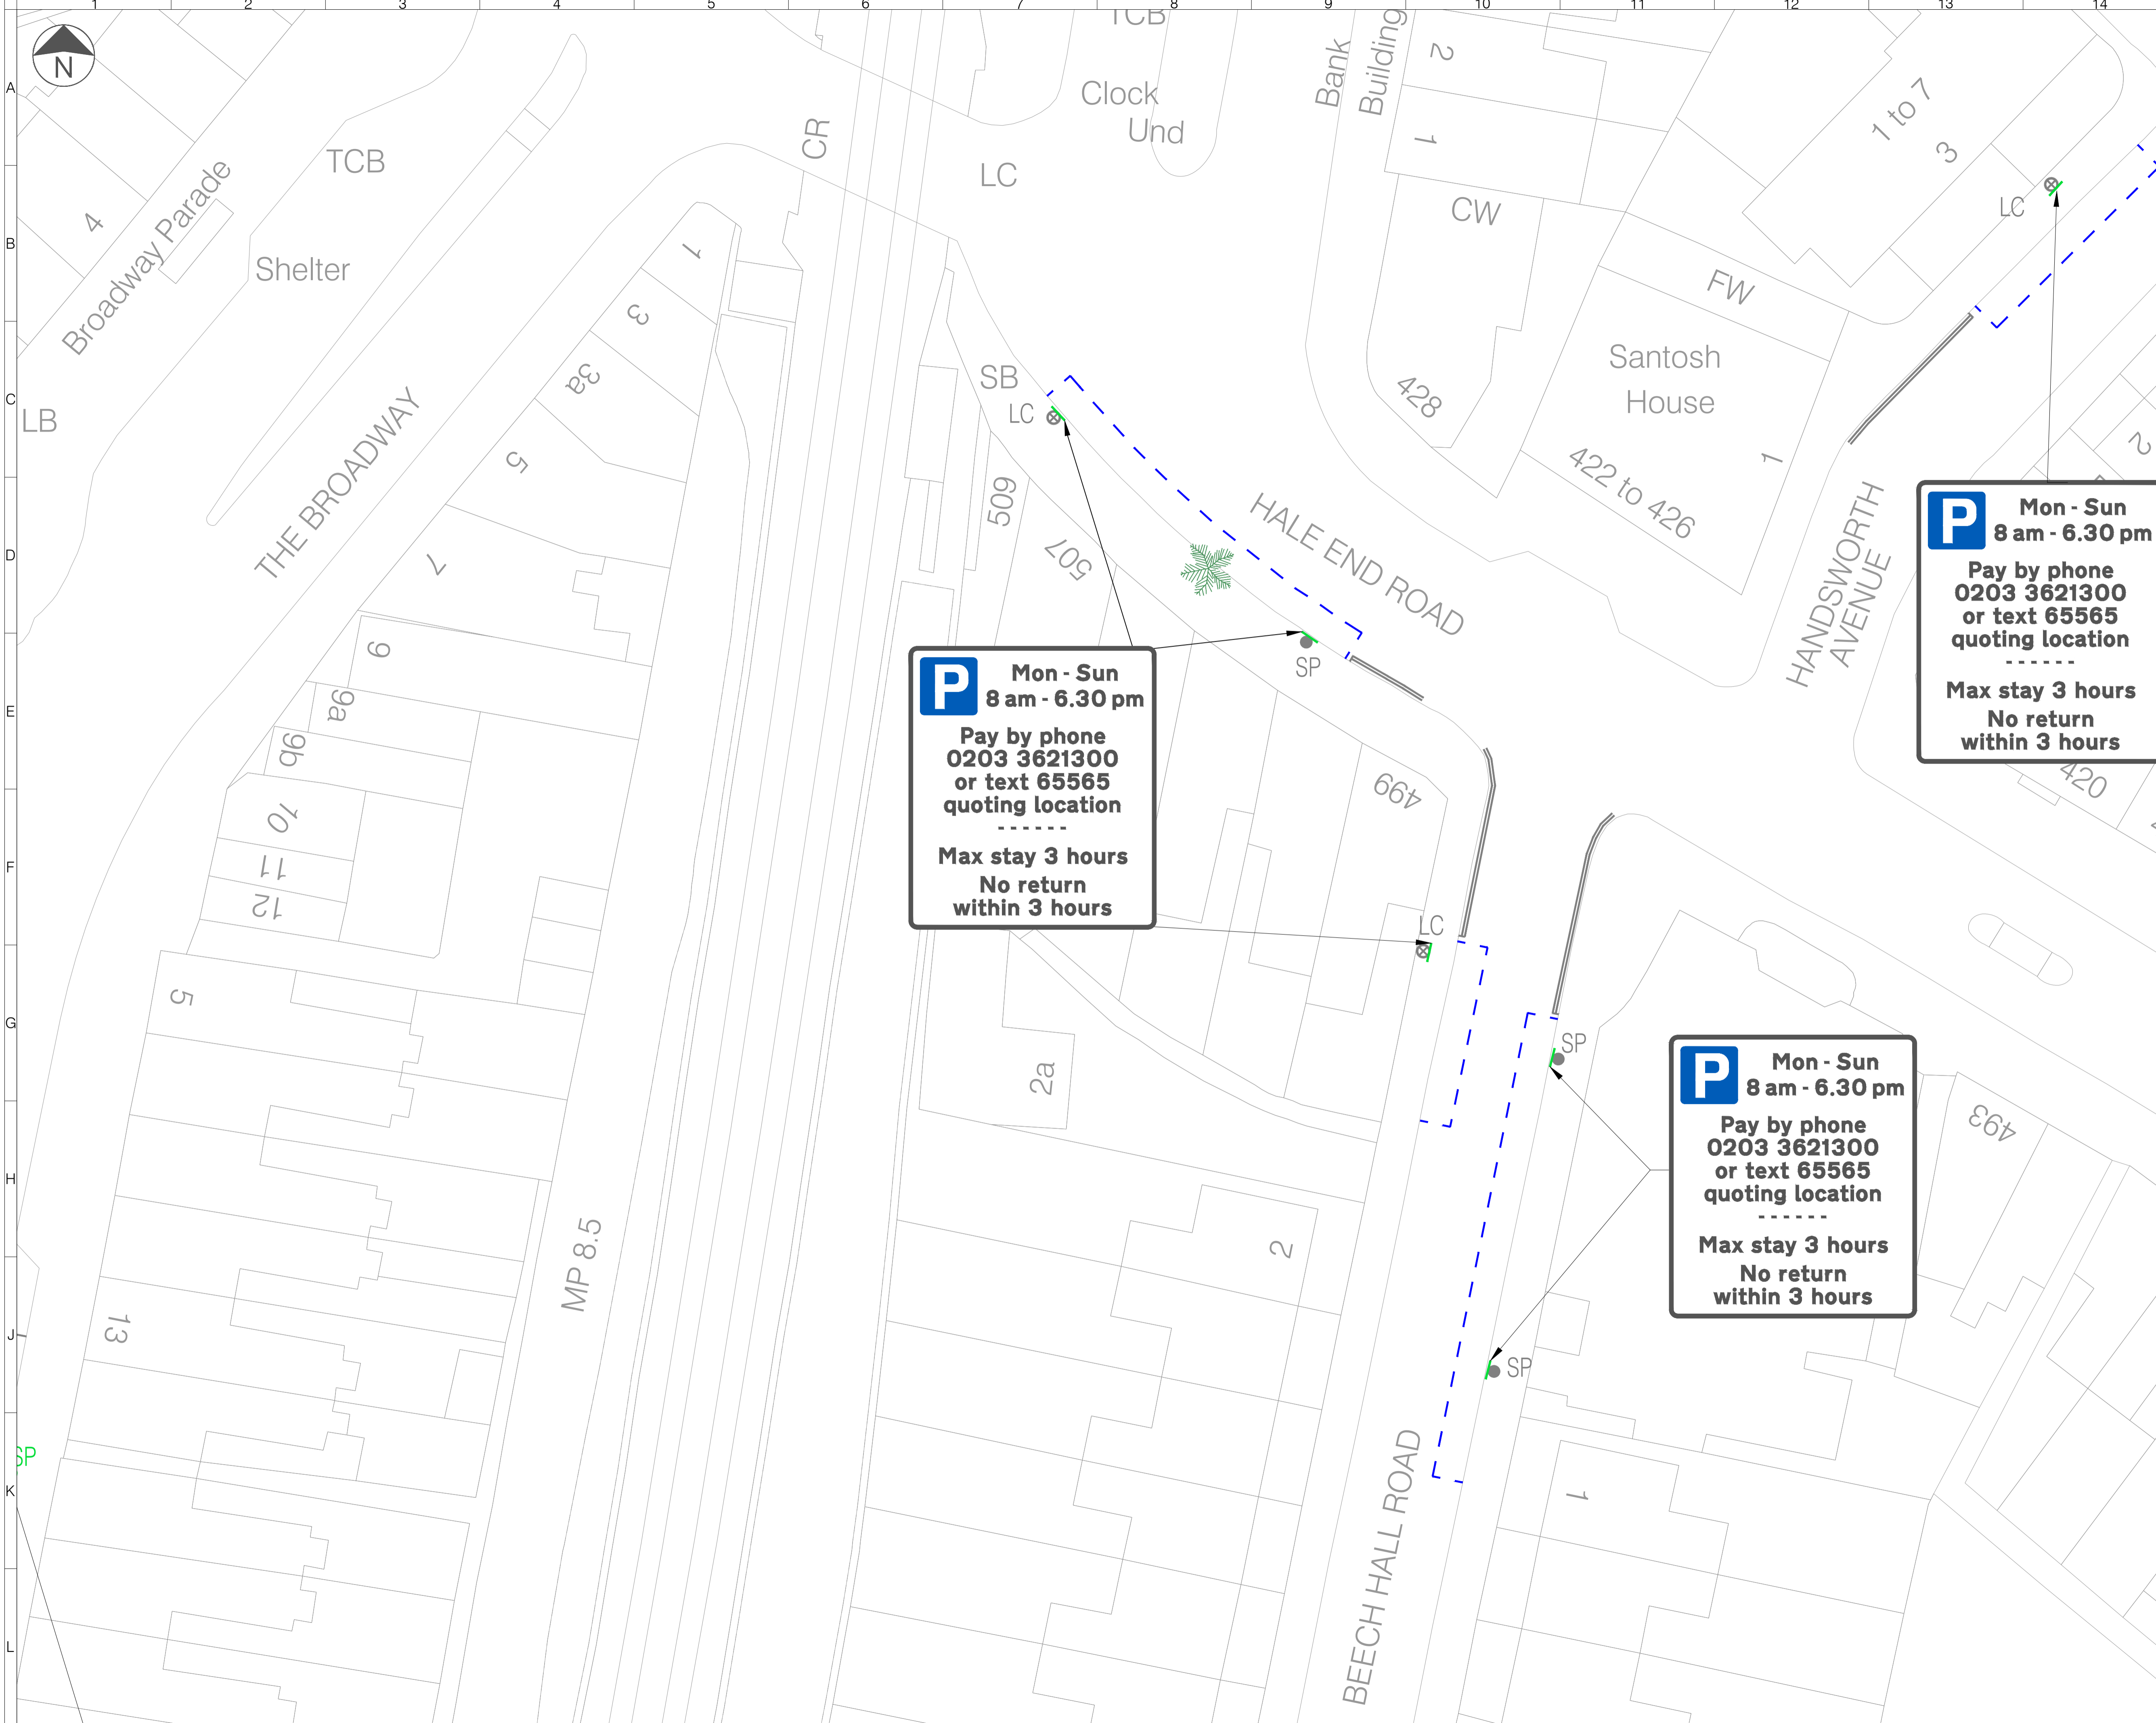 1 2 3 4 5 6 7 8 9 10 11 12 13 14
A
B
C
D
E
F
G
H
J
K
L
N
TCB
Clock
Und
LC
CR
Bank
Building
2
1
CW
1 to 7
3
LC
FW
Santosh
House
428
422 to 426
1
HANDSWORTH
AVENUE
2
420
TCB
Shelter
Broadway Parade
4
LB
THE BROADWAY
1
3
3a
5
7
9
9a
9b
10
11
12
5
13
MP 8.5
SB
LC
509
507
HALE END ROAD
SP
499
LC
P
Mon - Sun
8 am - 6.30 pm
Pay by phone
0203 3621300
or text 65565
quoting location
- - - - - -
Max stay 3 hours
No return
within 3 hours
P
Mon - Sun
8 am - 6.30 pm
Pay by phone
0203 3621300
or text 65565
quoting location
- - - - - -
Max stay 3 hours
No return
within 3 hours
SP
P
Mon - Sun
8 am - 6.30 pm
Pay by phone
0203 3621300
or text 65565
quoting location
- - - - - -
Max stay 3 hours
No return
within 3 hours
493
2a
2
SP
BEECH HALL ROAD
1
SP